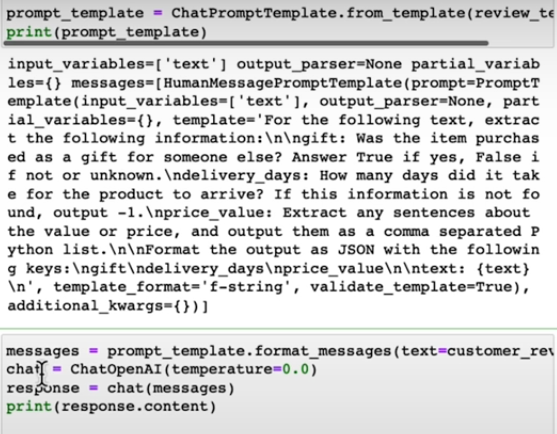 prompt_template = ChatPromptTemplate.from_template(review_te
print(prompt_template)
input_variables=['text'] output_parser=None partial_variab
les={} messages=[HumanMessagePromptTemplate(prompt=PromptT
emplate(input_variables=['text'], output_parser=None, part
ial_variables={}, template='For the following text, extrac
t the following information:\n\ngift: Was the item purchas
ed as a gift for someone else? Answer True if yes, False i
f not or unknown.\ndelivery_days: How many days did it tak
e for the product to arrive? If this information is not fo
und, output -1.\nprice_value: Extract any sentences about
the value or price, and output them as a comma separated P
ython list.\n\nFormat the output as JSON with the followin
g keys:\ngift\ndelivery_days\nprice_value\n\ntext: {text}
\n', template_format='f-string', validate_template=True),
additional_kwargs={})]
messages = prompt_template.format_messages(text=customer_rev
chat = ChatOpenAI(temperature=0.0)
response = chat(messages)
print(response.content)